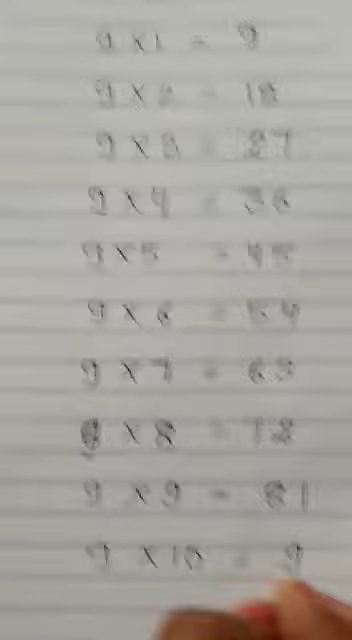 9 x 1 = 9
9 x 2 = 18
9 x 3 = 27
9 x 4 = 36
9 x 5 = 45
9 x 6 = 54
9 x 7 = 63
9 x 8 = 72
9 x 9 = 81
9 x 10 = 9